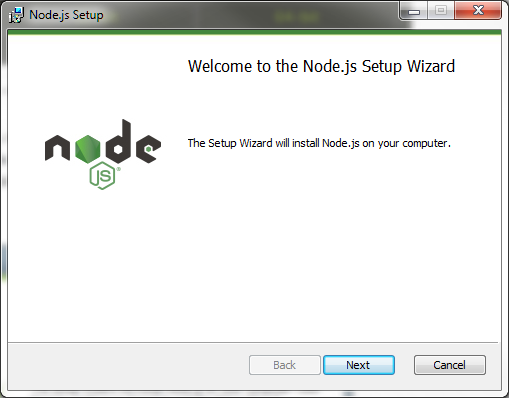 Node.js Setup
Welcome to the Node.js Setup Wizard
The Setup Wizard will install Node.js on your computer.
node
JS
Back
Next
Cancel